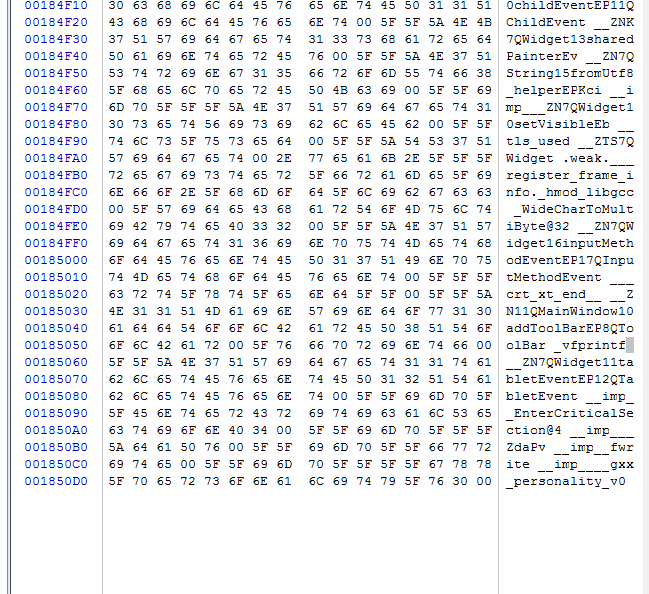 00184F10 30 63 68 69 6C 64 45 76 65 6E 74 45 50 31 31 51 0childEventEP11Q
00184F20 43 68 69 6C 64 45 76 65 6E 74 00 5F 5F 5A 4E 4B ChildEvent __ZNK
00184F30 37 51 57 69 64 67 65 74 31 33 73 68 61 72 65 64 7QWidget13shared
00184F40 50 61 69 6E 74 65 72 45 76 00 5F 5F 5A 4E 37 51 PainterEv __ZN7Q
00184F50 53 74 72 69 6E 67 31 35 66 72 6F 6D 55 74 66 38 String15fromUtf8
00184F60 5F 68 65 6C 70 65 72 45 50 4B 63 69 00 5F 5F 69 _helperEPKci __i
00184F70 6D 70 5F 5F 5F 5A 4E 37 51 57 69 64 67 65 74 31 mp___ZN7QWidget1
00184F80 30 73 65 74 56 69 73 69 62 6C 65 45 62 00 5F 5F 0setVisibleEb __
00184F90 74 6C 73 5F 75 73 65 64 00 5F 5F 5A 54 53 37 51 tls_used __ZTS7Q
00184FA0 57 69 64 67 65 74 00 2E 77 65 61 6B 2E 5F 5F 5F Widget .weak.___
00184FB0 72 65 67 69 73 74 65 72 5F 66 72 61 6D 65 5F 69 register_frame_i
00184FC0 6E 66 6F 2E 5F 68 6D 6F 64 5F 6C 69 62 67 63 63 nfo._hmod_libgcc
00184FD0 00 5F 57 69 64 65 43 68 61 72 54 6F 4D 75 6C 74 _WideCharToMult
00184FE0 69 42 79 74 65 40 33 32 00 5F 5F 5A 4E 37 51 57 iByte@32 __ZN7QW
00184FF0 69 64 67 65 74 31 36 69 6E 70 75 74 4D 65 74 68 idget16inputMeth
00185000 6F 64 45 76 65 6E 74 45 50 31 37 51 49 6E 70 75 odEventEP17QInpu
00185010 74 4D 65 74 68 6F 64 45 76 65 6E 74 00 5F 5F 5F tMethodEvent ___
00185020 63 72 74 5F 78 74 5F 65 6E 64 5F 5F 00 5F 5F 5A crt_xt_end__ __Z
00185030 4E 31 31 51 4D 61 69 6E 57 69 6E 64 6F 77 31 30 N11QMainWindow10
00185040 61 64 64 54 6F 6F 6C 42 61 72 45 50 38 51 54 6F addToolBarEP8QTo
00185050 6F 6C 42 61 72 00 5F 76 66 70 72 69 6E 74 66 00 olBar _vfprintf
00185060 5F 5F 5A 4E 37 51 57 69 64 67 65 74 31 31 74 61 __ZN7QWidget11ta
00185070 62 6C 65 74 45 76 65 6E 74 45 50 31 32 51 54 61 bletEventEP12QTa
00185080 62 6C 65 74 45 76 65 6E 74 00 5F 5F 69 6D 70 5F bletEvent __imp_
00185090 5F 45 6E 74 65 72 43 72 69 74 69 63 61 6C 53 65 _EnterCriticalSe
001850A0 63 74 69 6F 6E 40 34 00 5F 5F 69 6D 70 5F 5F 5F ction@4 __imp___
001850B0 5A 64 61 50 76 00 5F 5F 69 6D 70 5F 5F 66 77 72 ZdaPv __imp__fwr
001850C0 69 74 65 00 5F 5F 69 6D 70 5F 5F 5F 5F 67 78 78 ite __imp____gxx
001850D0 5F 70 65 72 73 6F 6E 61 6C 69 74 79 5F 76 30 00 _personality_v0